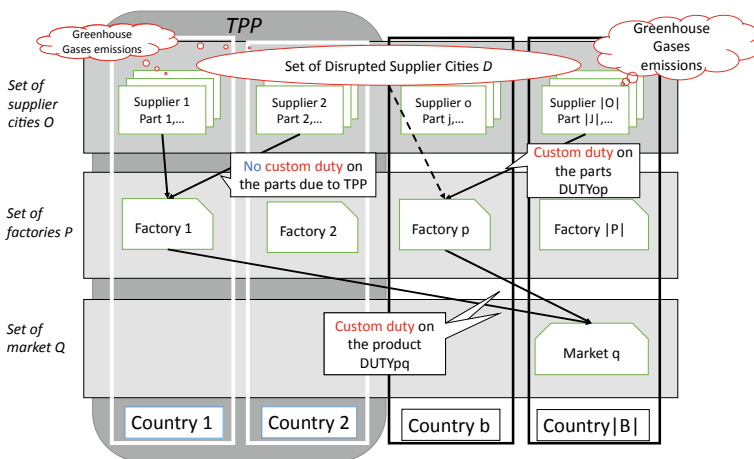 Greenhouse
Gases emissions
TPP
Greenhouse
Gases
emissions
Set of Disrupted Supplier Cities D
Set of
supplier
cities O
Supplier 1
Part 1,...
Supplier 2
Part 2,...
Supplier o
Part j,...
Supplier |O|
Part |J|,...
No custom duty on
the parts due to TPP
Custom duty on
the parts
DUTYop
Set of
factories P
Factory 1
Factory 2
Factory p
Factory |P|
Set of
market Q
Custom duty on
the product
DUTYpq
Market q
Country 1
Country 2
Country b
Country|B|